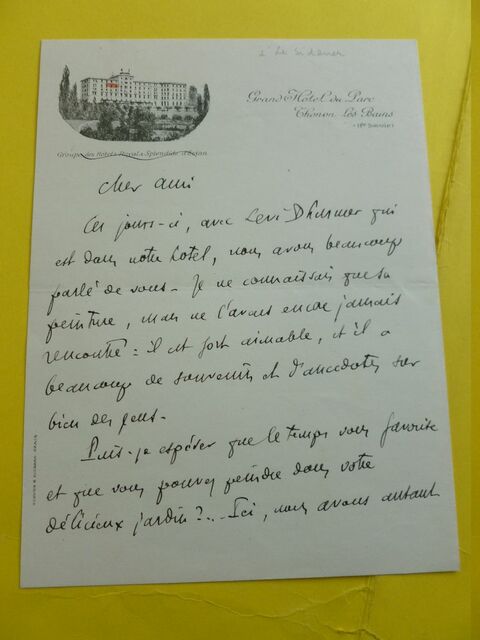 à Le Sidaner
Grand Hôtel du Parc
Thonon Les Bains
(Hte Savoie)
Groupe des Hotels Royal & Splendide d'Evian
Cher ami
Ces jours-ci, avec Levi Dhurmer qui
est dans notre hotel, nous avons beaucoup
parlé de vous - Je ne connaissais que sa
peinture, mais ne l'avais encore jamais
rencontré : il est fort aimable, et il a
beaucoup de souvenirs et d'anecdotes sur
bien des gens -
Puis-je espérer que le temps vous favorise
et que vous pouvez peindre dans votre
délicieux jardin ?... Ici, nous avons autant